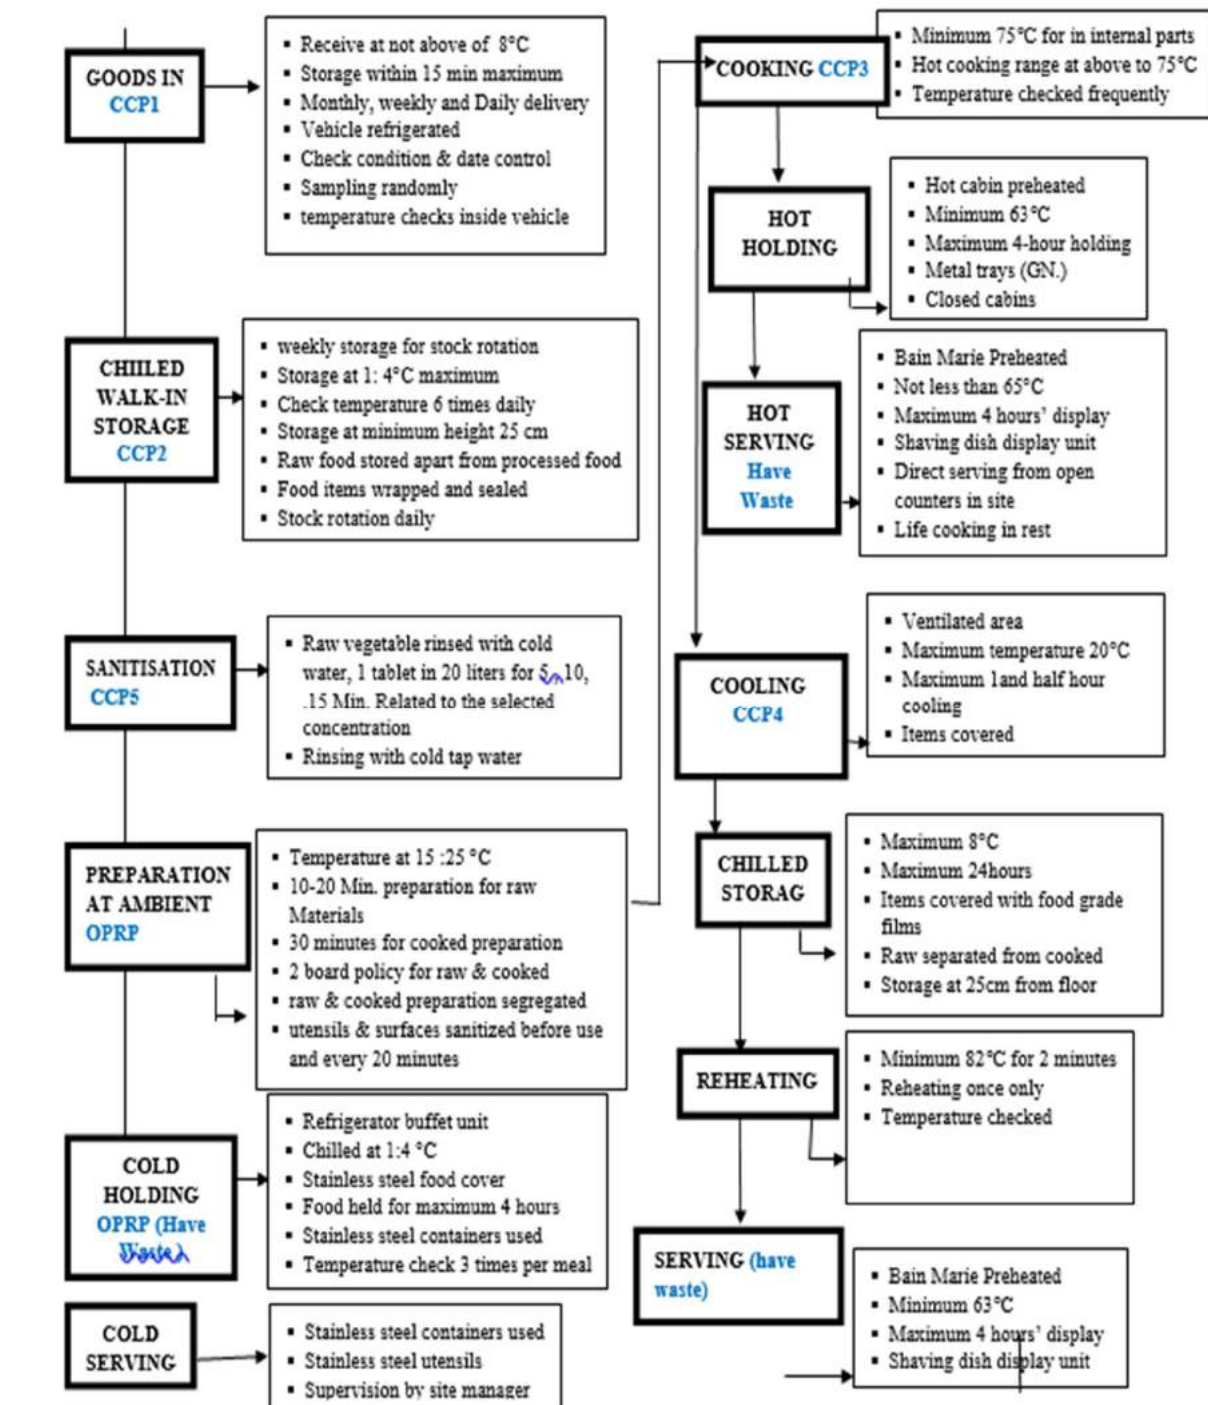 GOODS IN
CCP1
▪ Receive at not above of 8°C
▪ Storage within 15 min maximum
▪ Monthly, weekly and Daily delivery
▪ Vehicle refrigerated
▪ Check condition & date control
▪ Sampling randomly
▪ temperature checks inside vehicle
CHIILED
WALK-IN
STORAGE
CCP2
▪ weekly storage for stock rotation
▪ Storage at 1: 4°C maximum
▪ Check temperature 6 times daily
▪ Storage at minimum height 25 cm
▪ Raw food stored apart from processed food
▪ Food items wrapped and sealed
▪ Stock rotation daily
SANITISATION
CCP5
▪ Raw vegetable rinsed with cold
water, 1 tablet in 20 liters for 5 ,10,
.15 Min. Related to the selected
concentration
▪ Rinsing with cold tap water
PREPARATION
AT AMBIENT
OPRP
▪ Temperature at 15 :25 °C
▪ 10-20 Min. preparation for raw
Materials
▪ 30 minutes for cooked preparation
▪ 2 board policy for raw & cooked
▪ raw & cooked preparation segregated
▪ utensils & surfaces sanitized before use
and every 20 minutes
COLD
HOLDING
OPRP (Have
Waste )
▪ Refrigerator buffet unit
▪ Chilled at 1:4 °C
▪ Stainless steel food cover
▪ Food held for maximum 4 hours
▪ Stainless steel containers used
▪ Temperature check 3 times per meal
COLD
SERVING
▪ Stainless steel containers used
▪ Stainless steel utensils
▪ Supervision by site manager
COOKING CCP3
▪ Minimum 75°C for in internal parts
▪ Hot cooking range at above to 75°C
▪ Temperature checked frequently
HOT
HOLDING
▪ Hot cabin preheated
▪ Minimum 63°C
▪ Maximum 4-hour holding
▪ Metal trays (GN.)
▪ Closed cabins
HOT
SERVING
Have
Waste
▪ Bain Marie Preheated
▪ Not less than 65°C
▪ Maximum 4 hours' display
▪ Shaving dish display unit
▪ Direct serving from open
counters in site
▪ Life cooking in rest
COOLING
CCP4
▪ Ventilated area
▪ Maximum temperature 20°C
▪ Maximum 1and half hour
cooling
▪ Items covered
CHILLED
STORAG
▪ Maximum 8°C
▪ Maximum 24hours
▪ Items covered with food grade
films
▪ Raw separated from cooked
▪ Storage at 25cm from floor
REHEATING
▪ Minimum 82°C for 2 minutes
▪ Reheating once only
▪ Temperature checked
SERVING (have
waste)
▪ Bain Marie Preheated
▪ Minimum 63°C
▪ Maximum 4 hours' display
▪ Shaving dish display unit